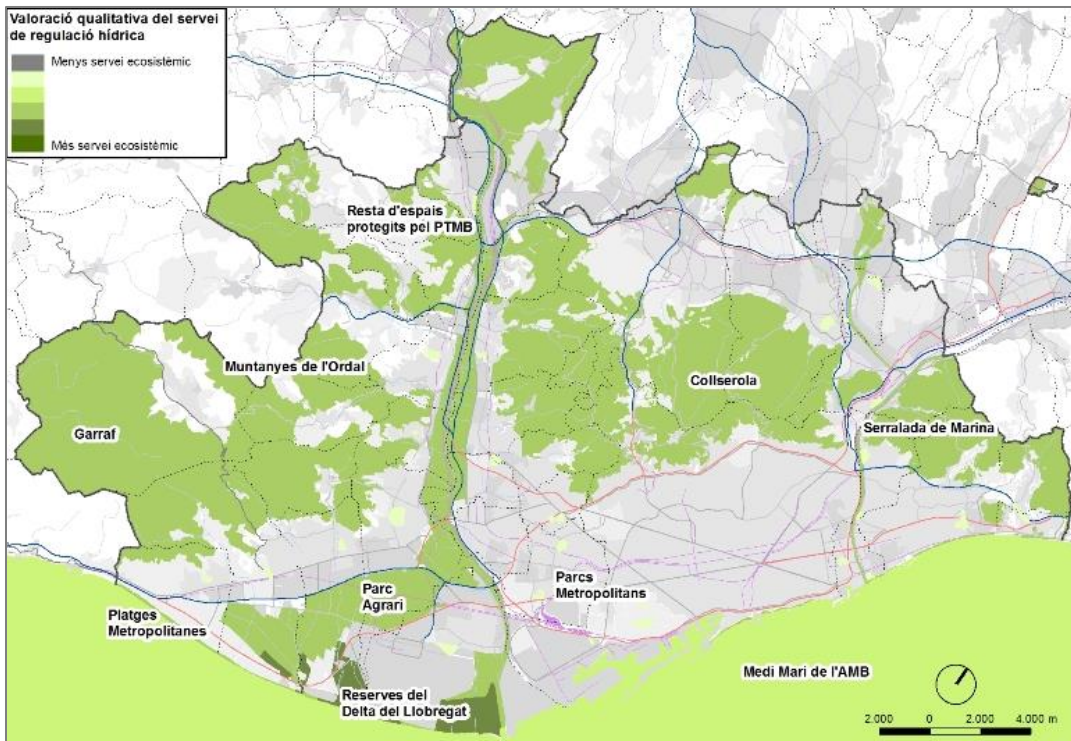 Valoració qualitativa del servei
de regulació hídrica
Menys servei ecosistèmic
Més servei ecosistèmic
Resta d'espais
protegits pel PTMB
Muntanyes de l'Ordal
Garraf
Collserola
Serralada de Marina
Parc
Agrari
Parcs
Metropolitans
Platges
Metropolitanes
Reserves del
Delta del Llobregat
Medi Marí de l'AMB
2.000 0 2.000 4.000 m